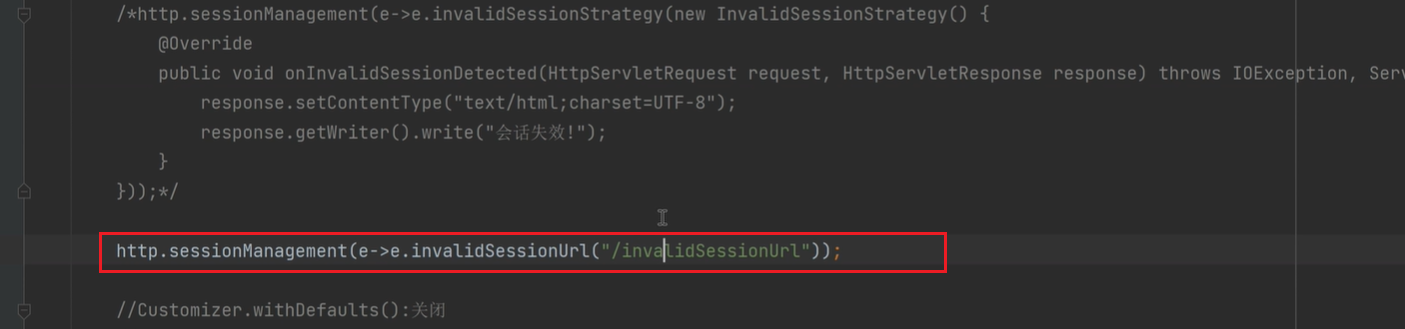 /*http.sessionManagement(e->e.invalidSessionStrategy(new InvalidSessionStrategy() {
@Override
public void onInvalidSessionDetected(HttpServletRequest request, HttpServletResponse response) throws IOException, Serv
response.setContentType("text/html;charset=UTF-8");
response.getWriter().write("会话失效!");
}
}));*/
http.sessionManagement(e->e.invalidSessionUrl("/invalidSessionUrl"));
//Customizer.withDefaults():关闭